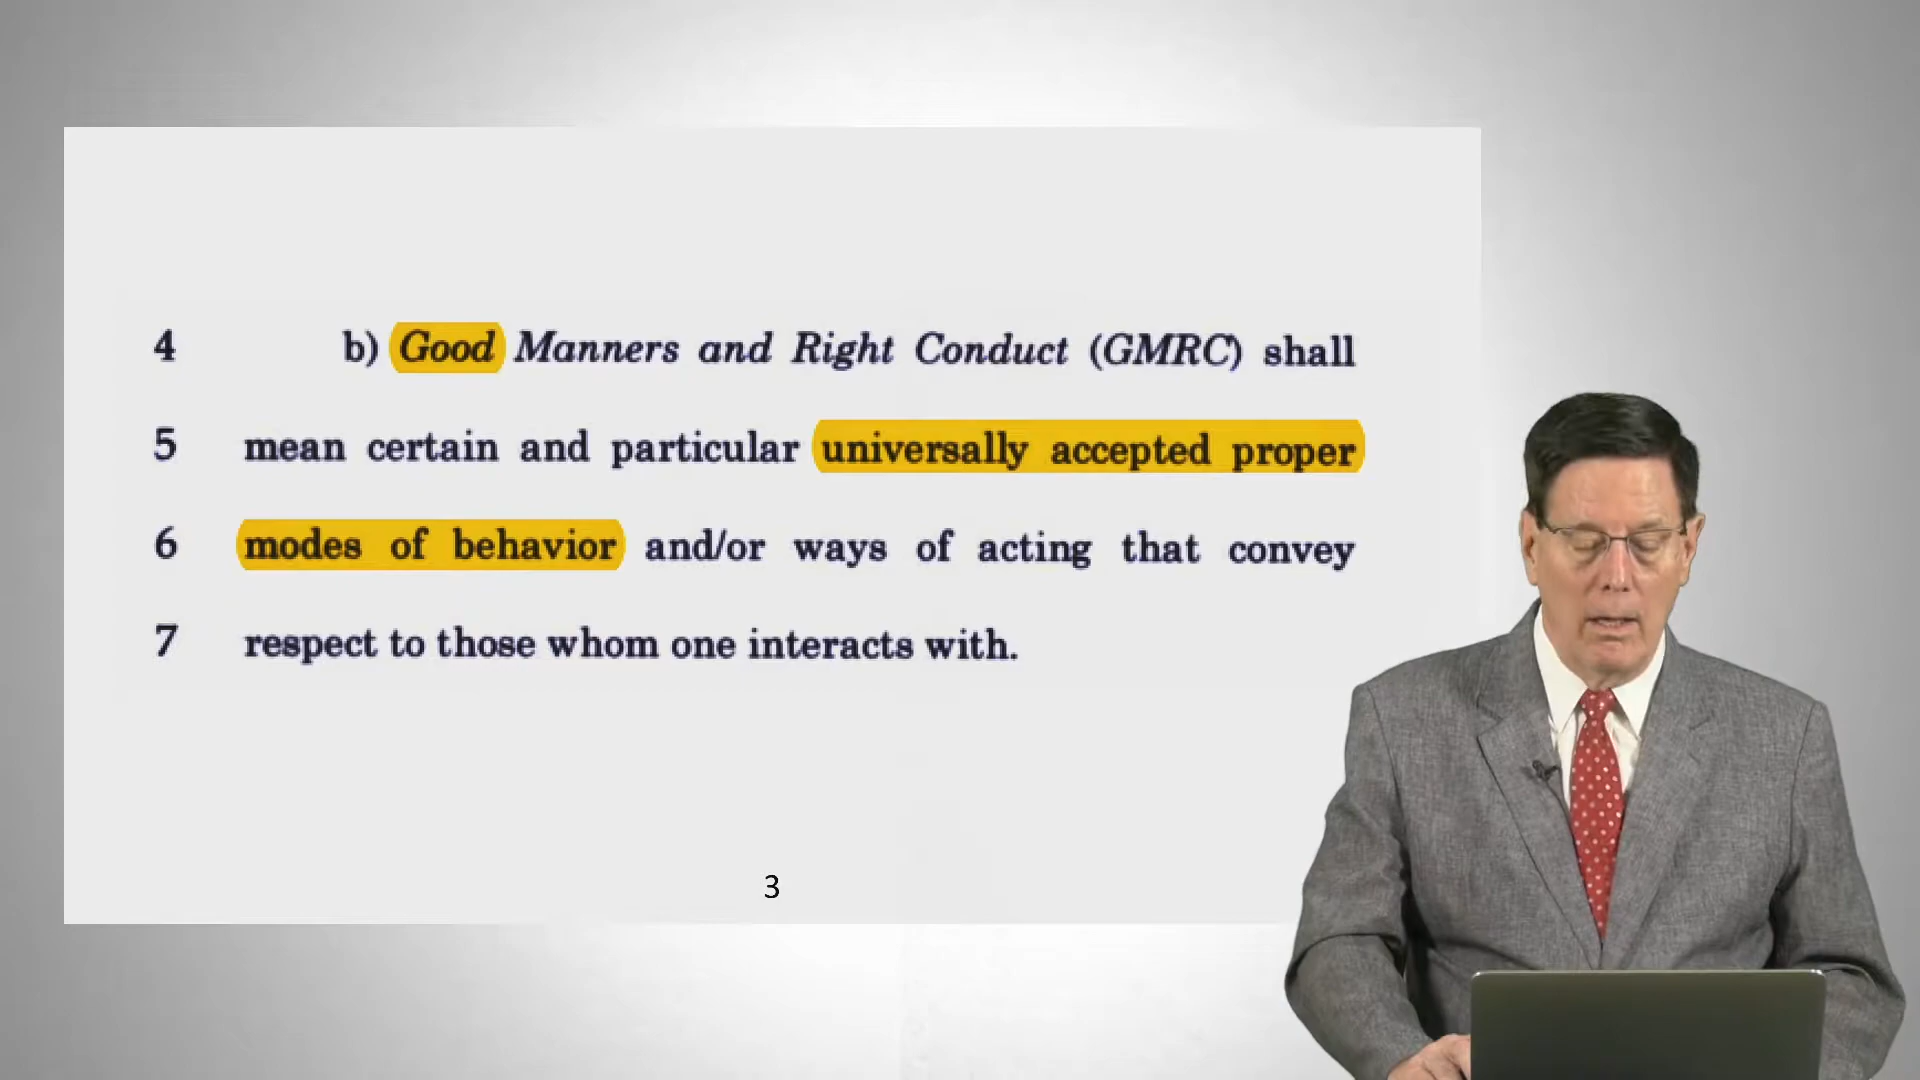 4 b) Good Manners and Right Conduct (GMRC) shall
5 mean certain and particular universally accepted proper
6 modes of behavior and/or ways of acting that convey
7 respect to those whom one interacts with.
3